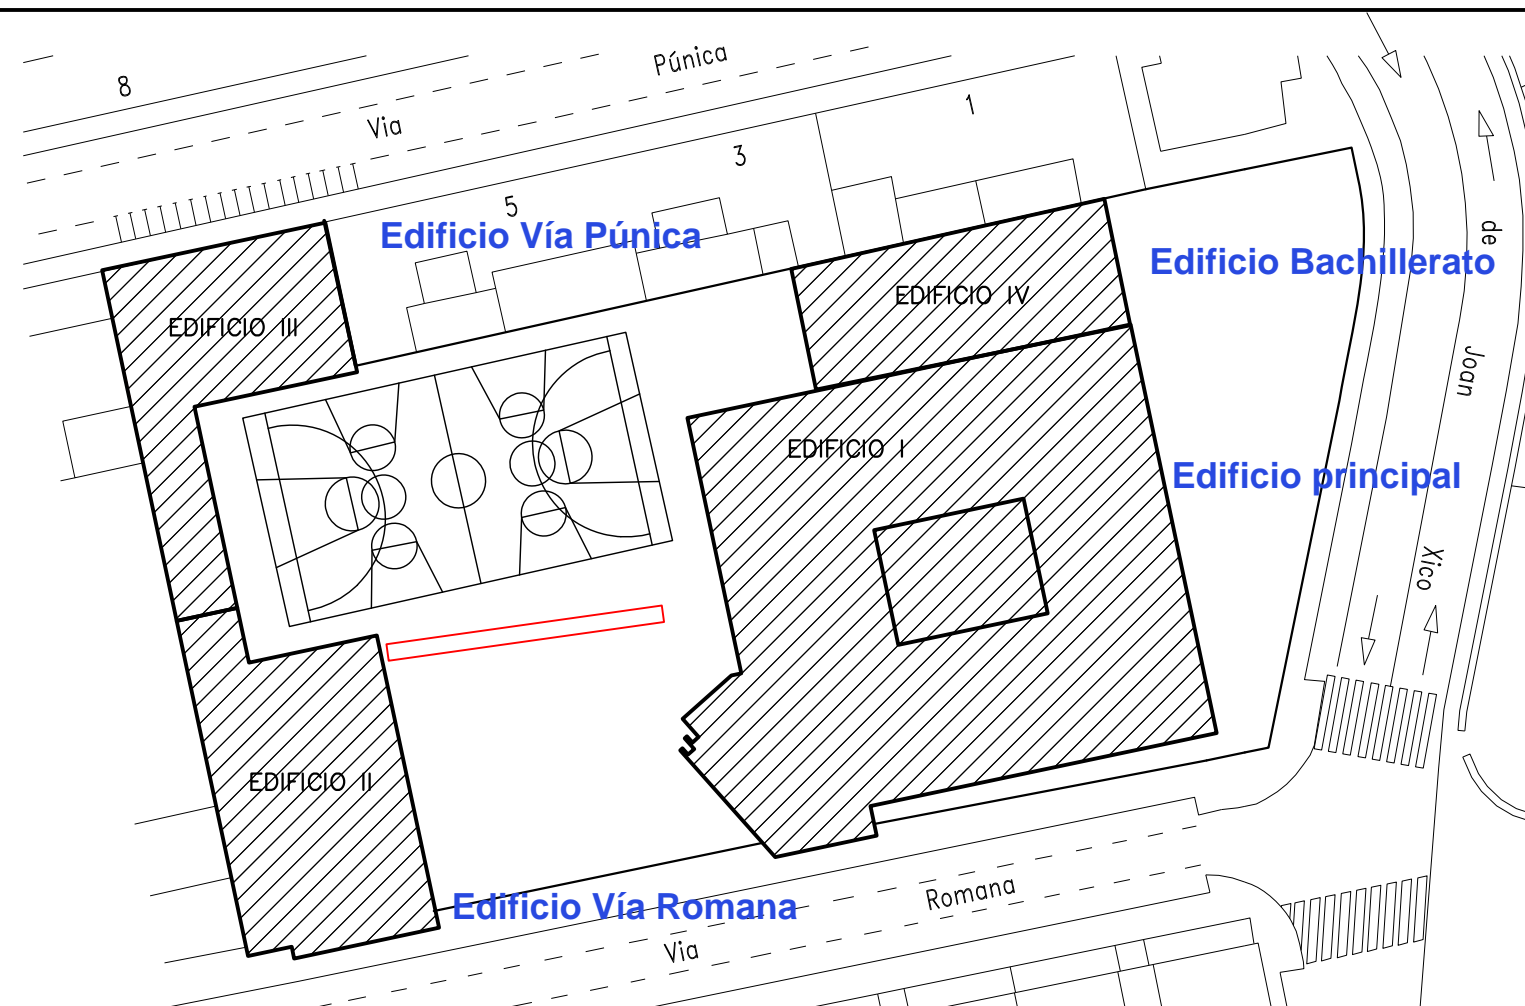 8
Via
Púnica
1
3
5
Edificio Vía Púnica
de
Edificio Bachillerato
EDIFICIO IV
EDIFICIO III
Joan
EDIFICIO I
Edificio principal
Xico
EDIFICIO II
Edificio Vía Romana
Romana
Via